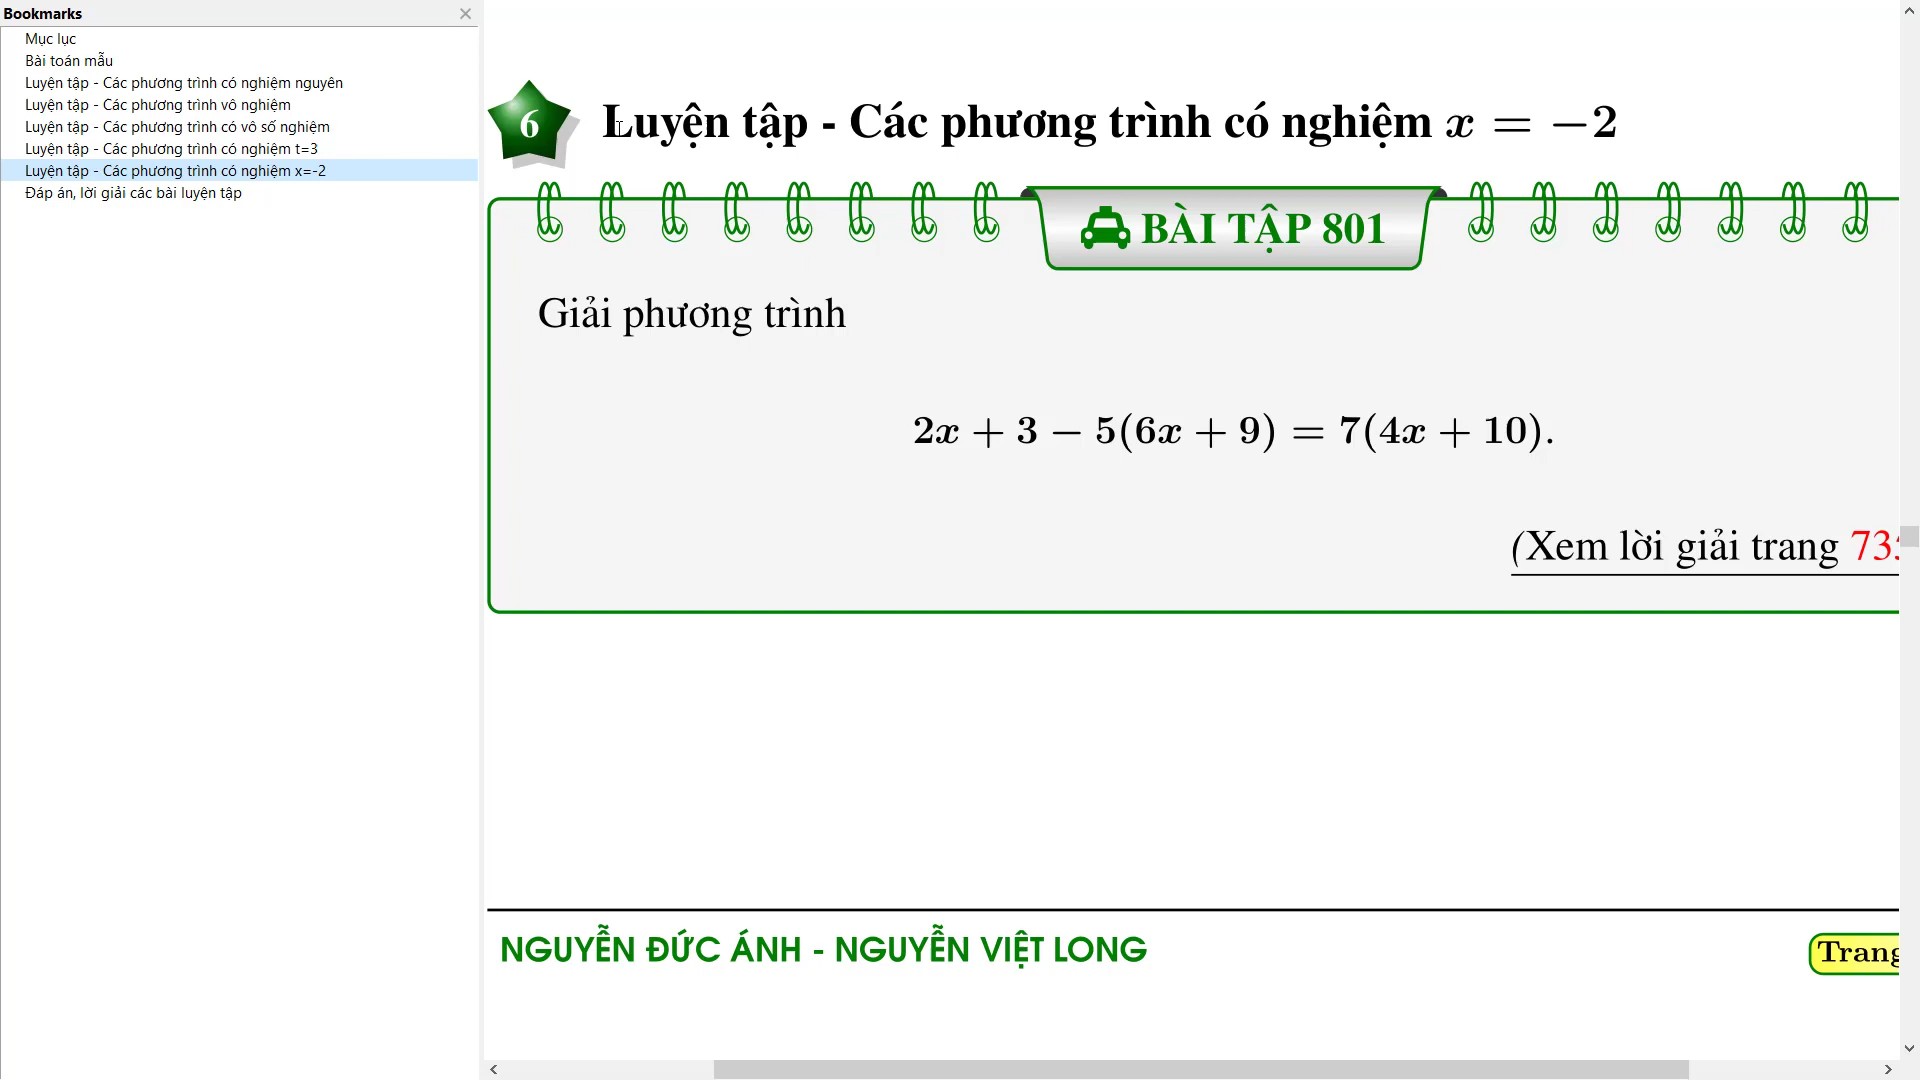 Bookmarks
Mục lục
Bài toán mẫu
Luyện tập - Các phương trình có nghiệm nguyên
Luyện tập - Các phương trình vô nghiệm
Luyện tập - Các phương trình có vô số nghiệm
Luyện tập - Các phương trình có nghiệm t=3
Luyện tập - Các phương trình có nghiệm x=-2
Đáp án, lời giải các bài luyện tập
6 Luyện tập - Các phương trình có nghiệm x = −2
BÀI TẬP 801
Giải phương trình
2x + 3 − 5(6x + 9) = 7(4x + 10).
(Xem lời giải trang 73
NGUYỄN ĐỨC ÁNH - NGUYỄN VIỆT LONG
Trang